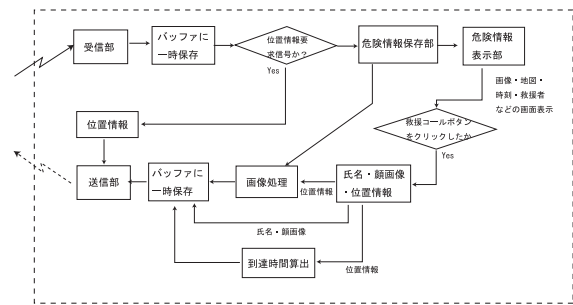 受信部
バッファに
一時保存
位置情報要
求信号か？
危険情報保存部
危険情報
表示部
Yes
画像・地図・
時刻・救援者
などの画面表示
位置情報
救援コールボタン
をクリックしたか
Yes
送信部
バッファに
一時保存
画像処理
位置情報
氏名・顔画像
・位置情報
氏名・顔画像
到達時間算出
位置情報